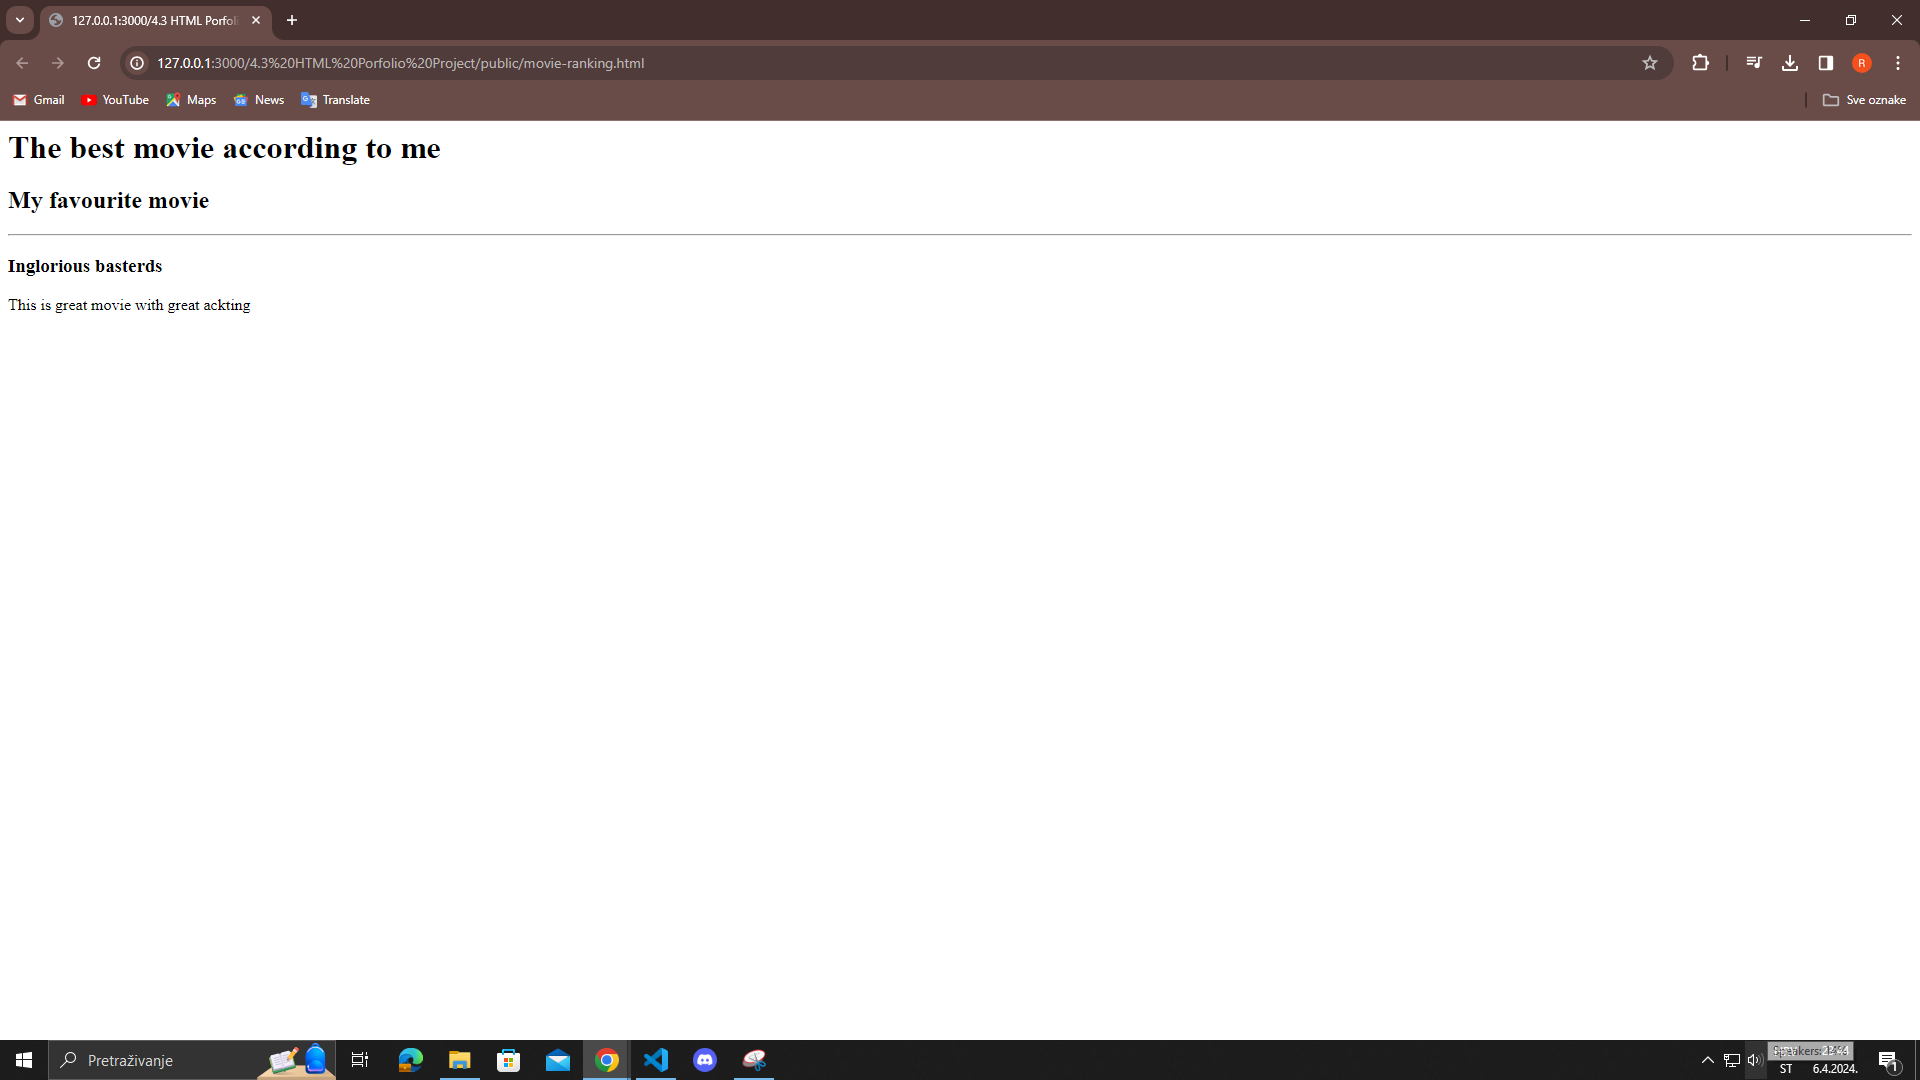 127.0.0.1:3000/4.3 HTML Porfoli
127.0.0.1:3000/4.3%20HTML%20Porfolio%20Project/public/movie-ranking.html
R
Gmail
YouTube
Maps
News
Translate
Sve oznake
The best movie according to me
My favourite movie
Inglorious basterds
This is great movie with great ackting
Pretraživanje
Speakers:
ST
6.4.2024.
1